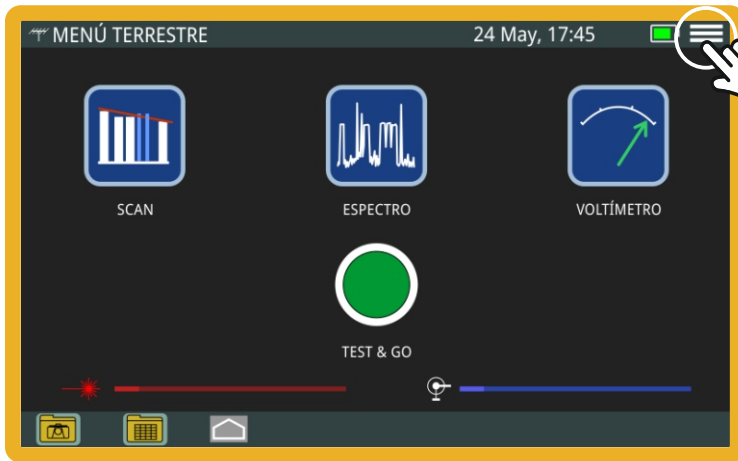 MENÚ TERRESTRE 24 May, 17:45
SCAN ESPECTRO VOLTÍMETRO
TEST & GO